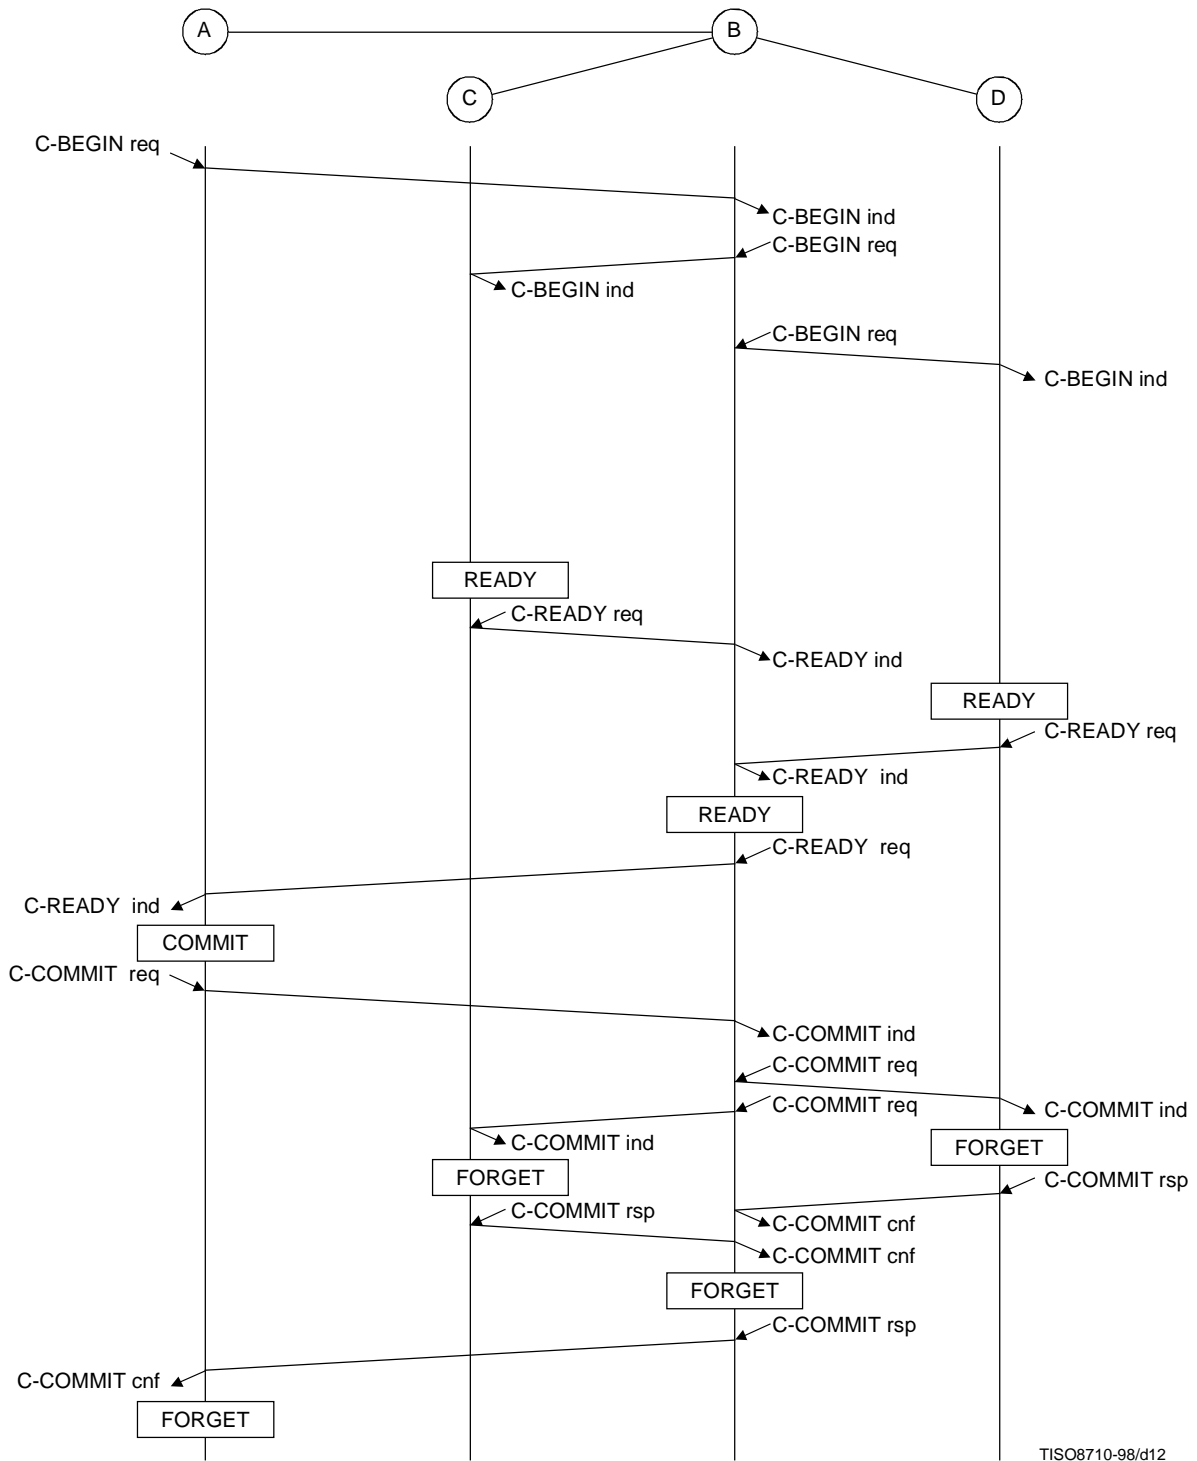 A
B
C
D
C-BEGIN req
C-BEGIN ind
C-BEGIN req
C-BEGIN ind
C-BEGIN req
C-BEGIN ind
READY
C-READY req
C-READY ind
READY
C-READY req
C-READY ind
READY
C-READY req
C-READY ind
COMMIT
C-COMMIT req
C-COMMIT ind
C-COMMIT req
C-COMMIT req
C-COMMIT ind
C-COMMIT ind
FORGET
FORGET
C-COMMIT rsp
C-COMMIT rsp
C-COMMIT cnf
C-COMMIT cnf
FORGET
C-COMMIT rsp
C-COMMIT cnf
FORGET
TISO8710-98/d12